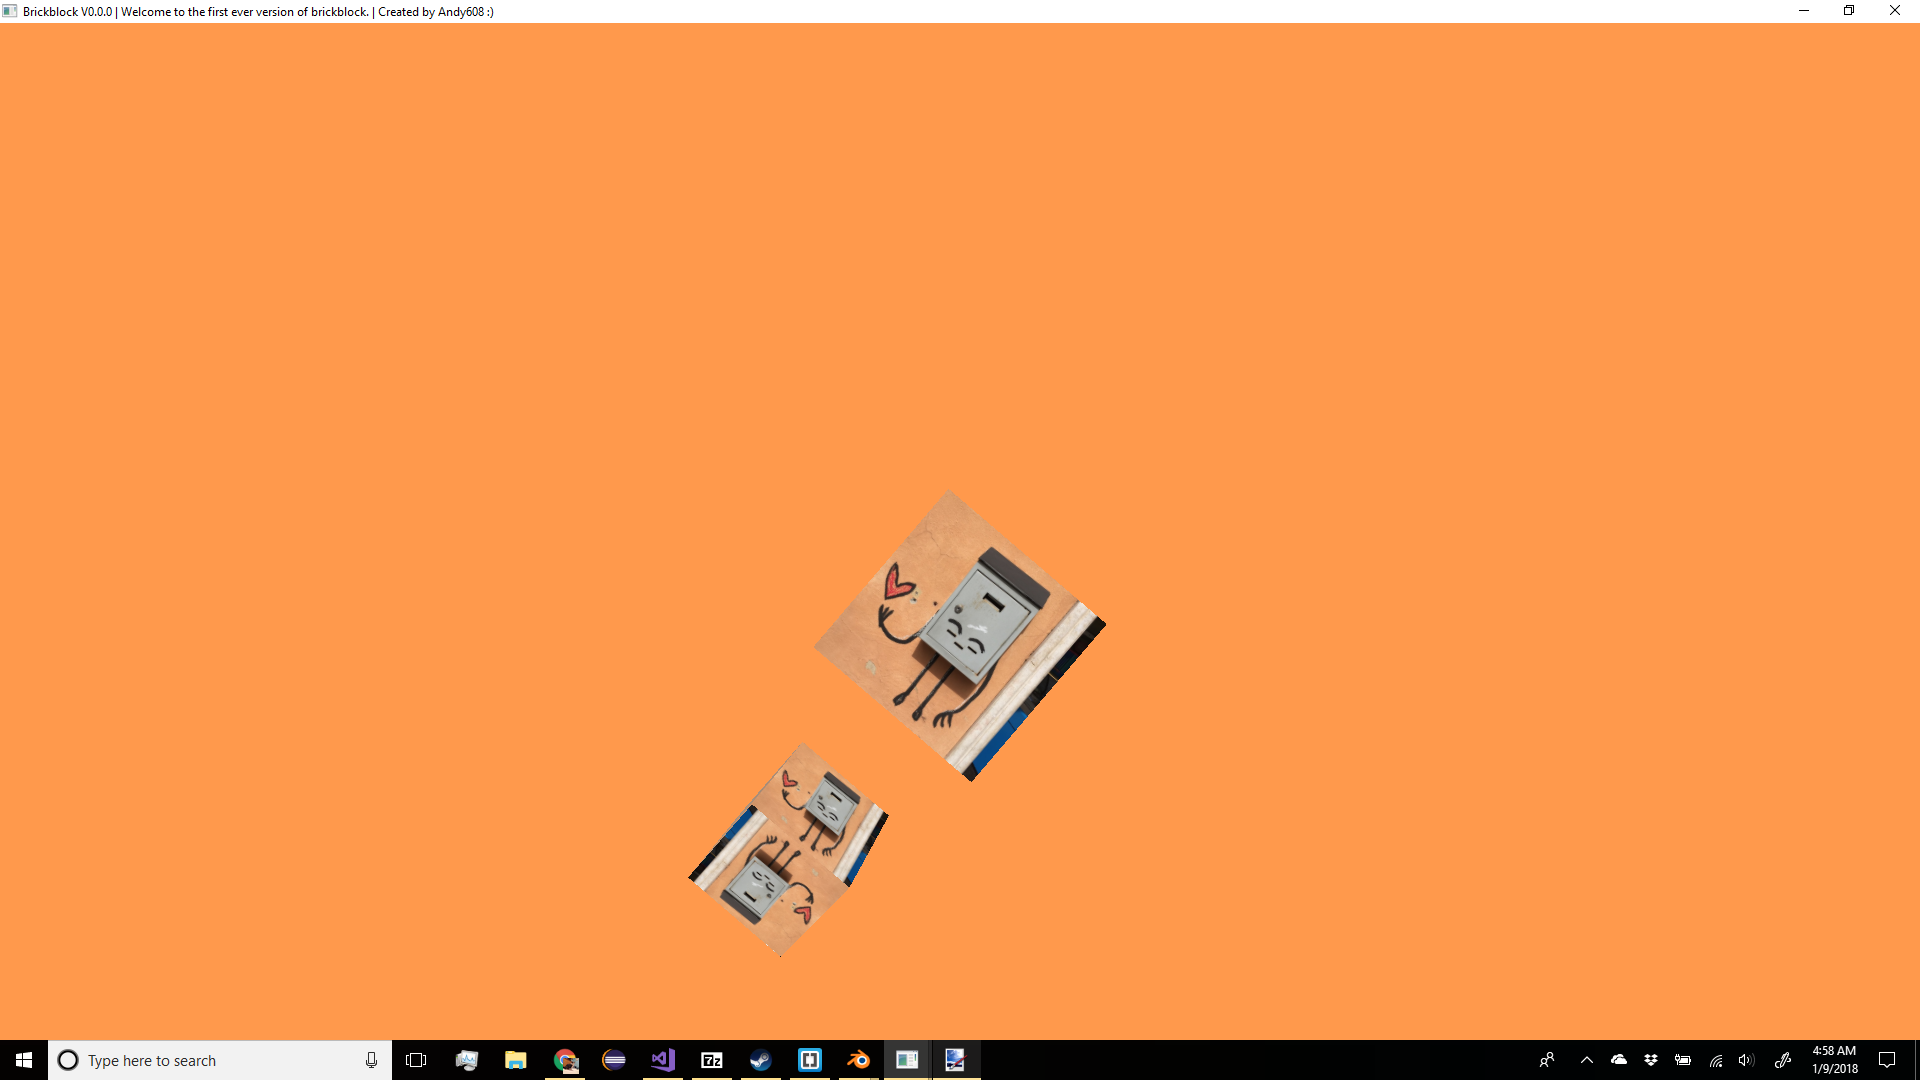 Brickblock V0.0.0 | Welcome to the first ever version of brickblock. | Created by Andy608 :)
Type here to search
7z
4:58 AM
1/9/2018